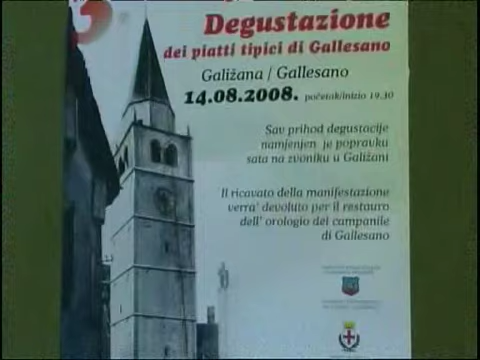 3
Degustazione
dei piatti tipici di Gallesano
Galižana / Gallesano
14.08.2008. početak/inizio 19.30
Sav prihod degustacije
namjenjen je popravku
sata na zvoniku u Galižani
Il ricavato della manifestazione
verra' devoluto per il restauro
dell' orologio del campanile
di Gallesano